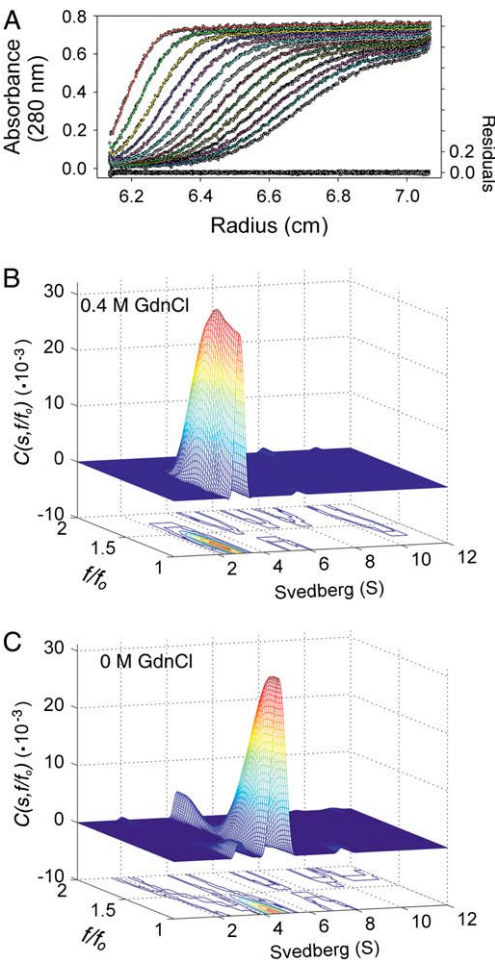 A
0.8
0.6
0.4
0.2
0.0
Absorbance
(280 nm)
0.2
0.0
Residuals
6.2 6.4 6.6 6.8 7.0
Radius (cm)
B
0.4 M GdnCl
30
20
10
0
-10
C(s,f/fo) (·10-3)
2
1.5
1
f/fo
2 4 6 8 10 12
Svedberg (S)
C
0 M GdnCl
30
20
10
0
-10
C(s,f/fo) (·10-3)
2
1.5
1
f/fo
2 4 6 8 10 12
Svedberg (S)